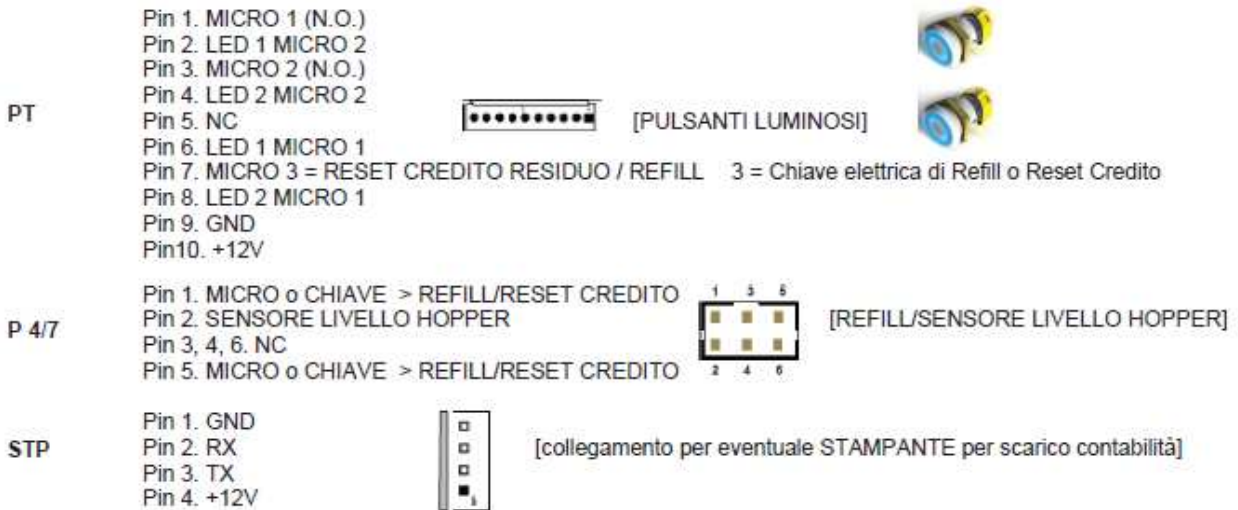 PT
Pin 1. MICRO 1 (N.O.)
Pin 2. LED 1 MICRO 2
Pin 3. MICRO 2 (N.O.)
Pin 4. LED 2 MICRO 2
Pin 5. NC
[PULSANTI LUMINOSI]
Pin 6. LED 1 MICRO 1
Pin 7. MICRO 3 = RESET CREDITO RESIDUO / REFILL 3 = Chiave elettrica di Refill o Reset Credito
Pin 8. LED 2 MICRO 1
Pin 9. GND
Pin10. +12V
P 4/7
Pin 1. MICRO o CHIAVE > REFILL/RESET CREDITO
Pin 2. SENSORE LIVELLO HOPPER
Pin 3, 4, 6. NC
Pin 5. MICRO o CHIAVE > REFILL/RESET CREDITO
1 3 5
2 4 6
[REFILL/SENSORE LIVELLO HOPPER]
STP
Pin 1. GND
Pin 2. RX
Pin 3. TX
Pin 4. +12V
[collegamento per eventuale STAMPANTE per scarico contabilità]